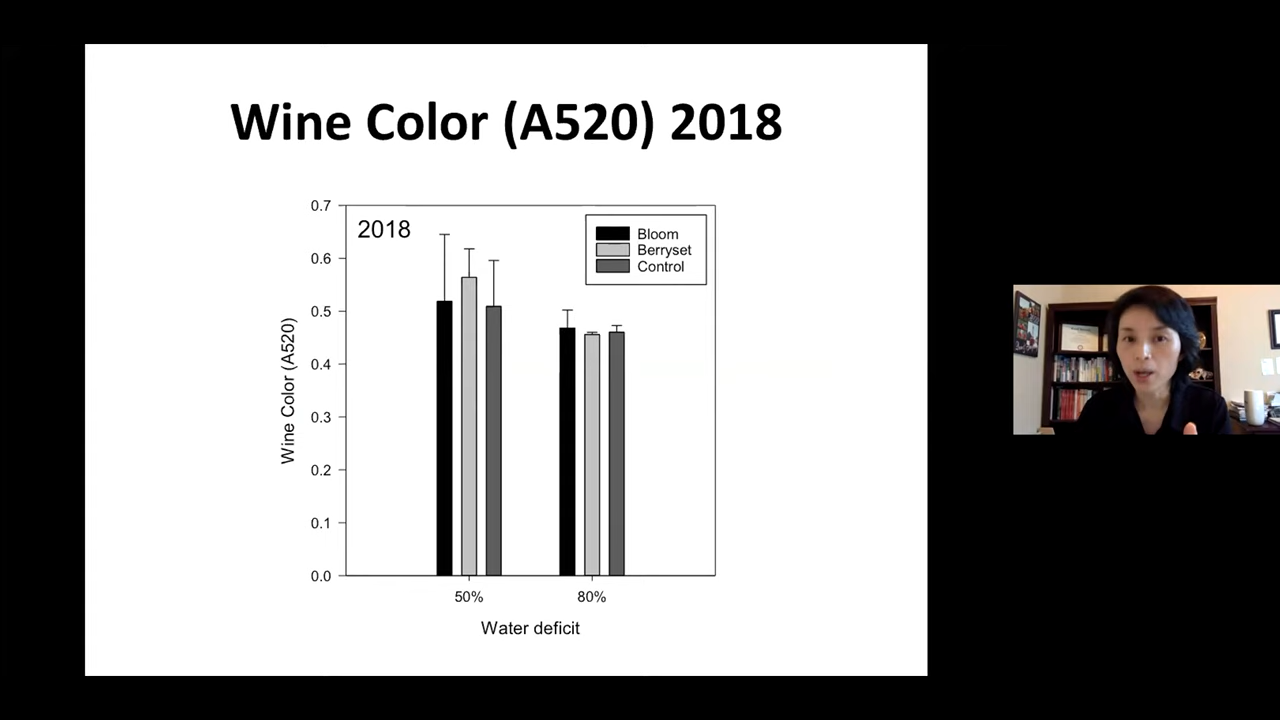 Wine Color (A520) 2018
2018
Bloom
Berryset
Control
0.7
0.6
0.5
0.4
0.3
0.2
0.1
0.0
Wine Color (A520)
50%
80%
Water deficit